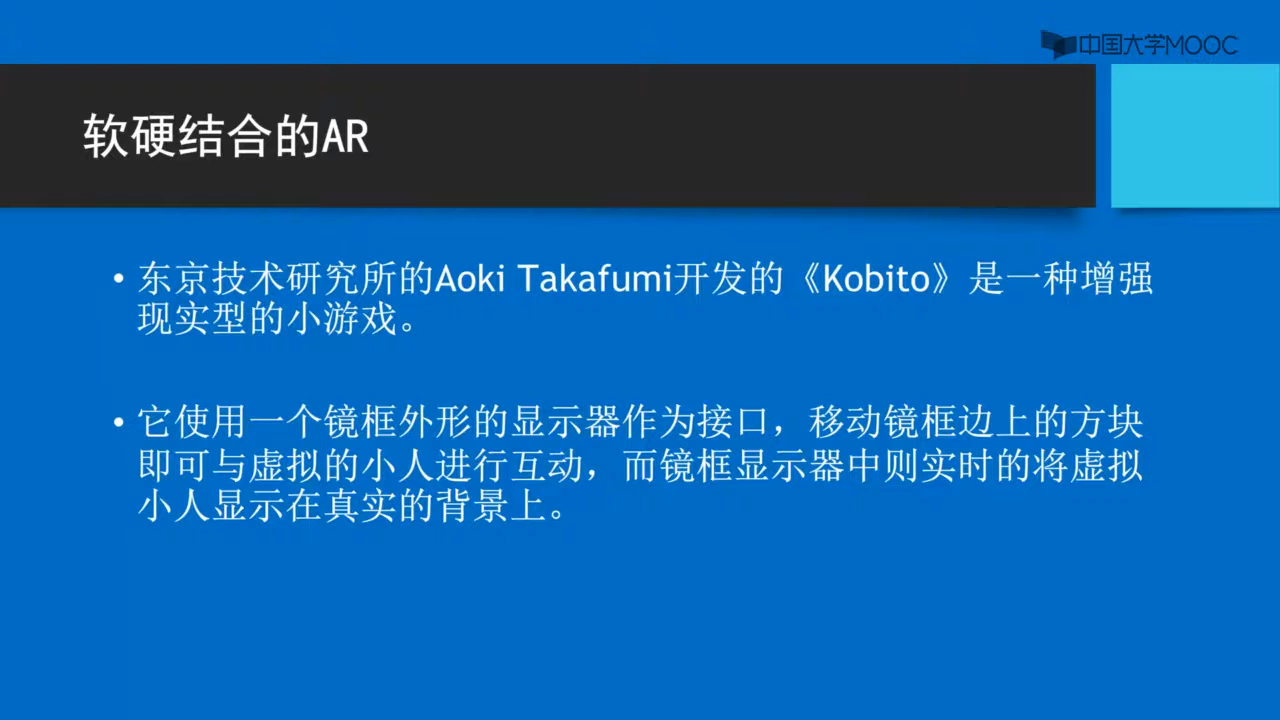 中国大学MOOC
软硬结合的AR
• 东京技术研究所的Aoki Takafumi开发的《Kobito》是一种增强
现实型的小游戏。
• 它使用一个镜框外形的显示器作为接口，移动镜框边上的方块
即可与虚拟的小人进行互动，而镜框显示器中则实时的将虚拟
小人显示在真实的背景上。